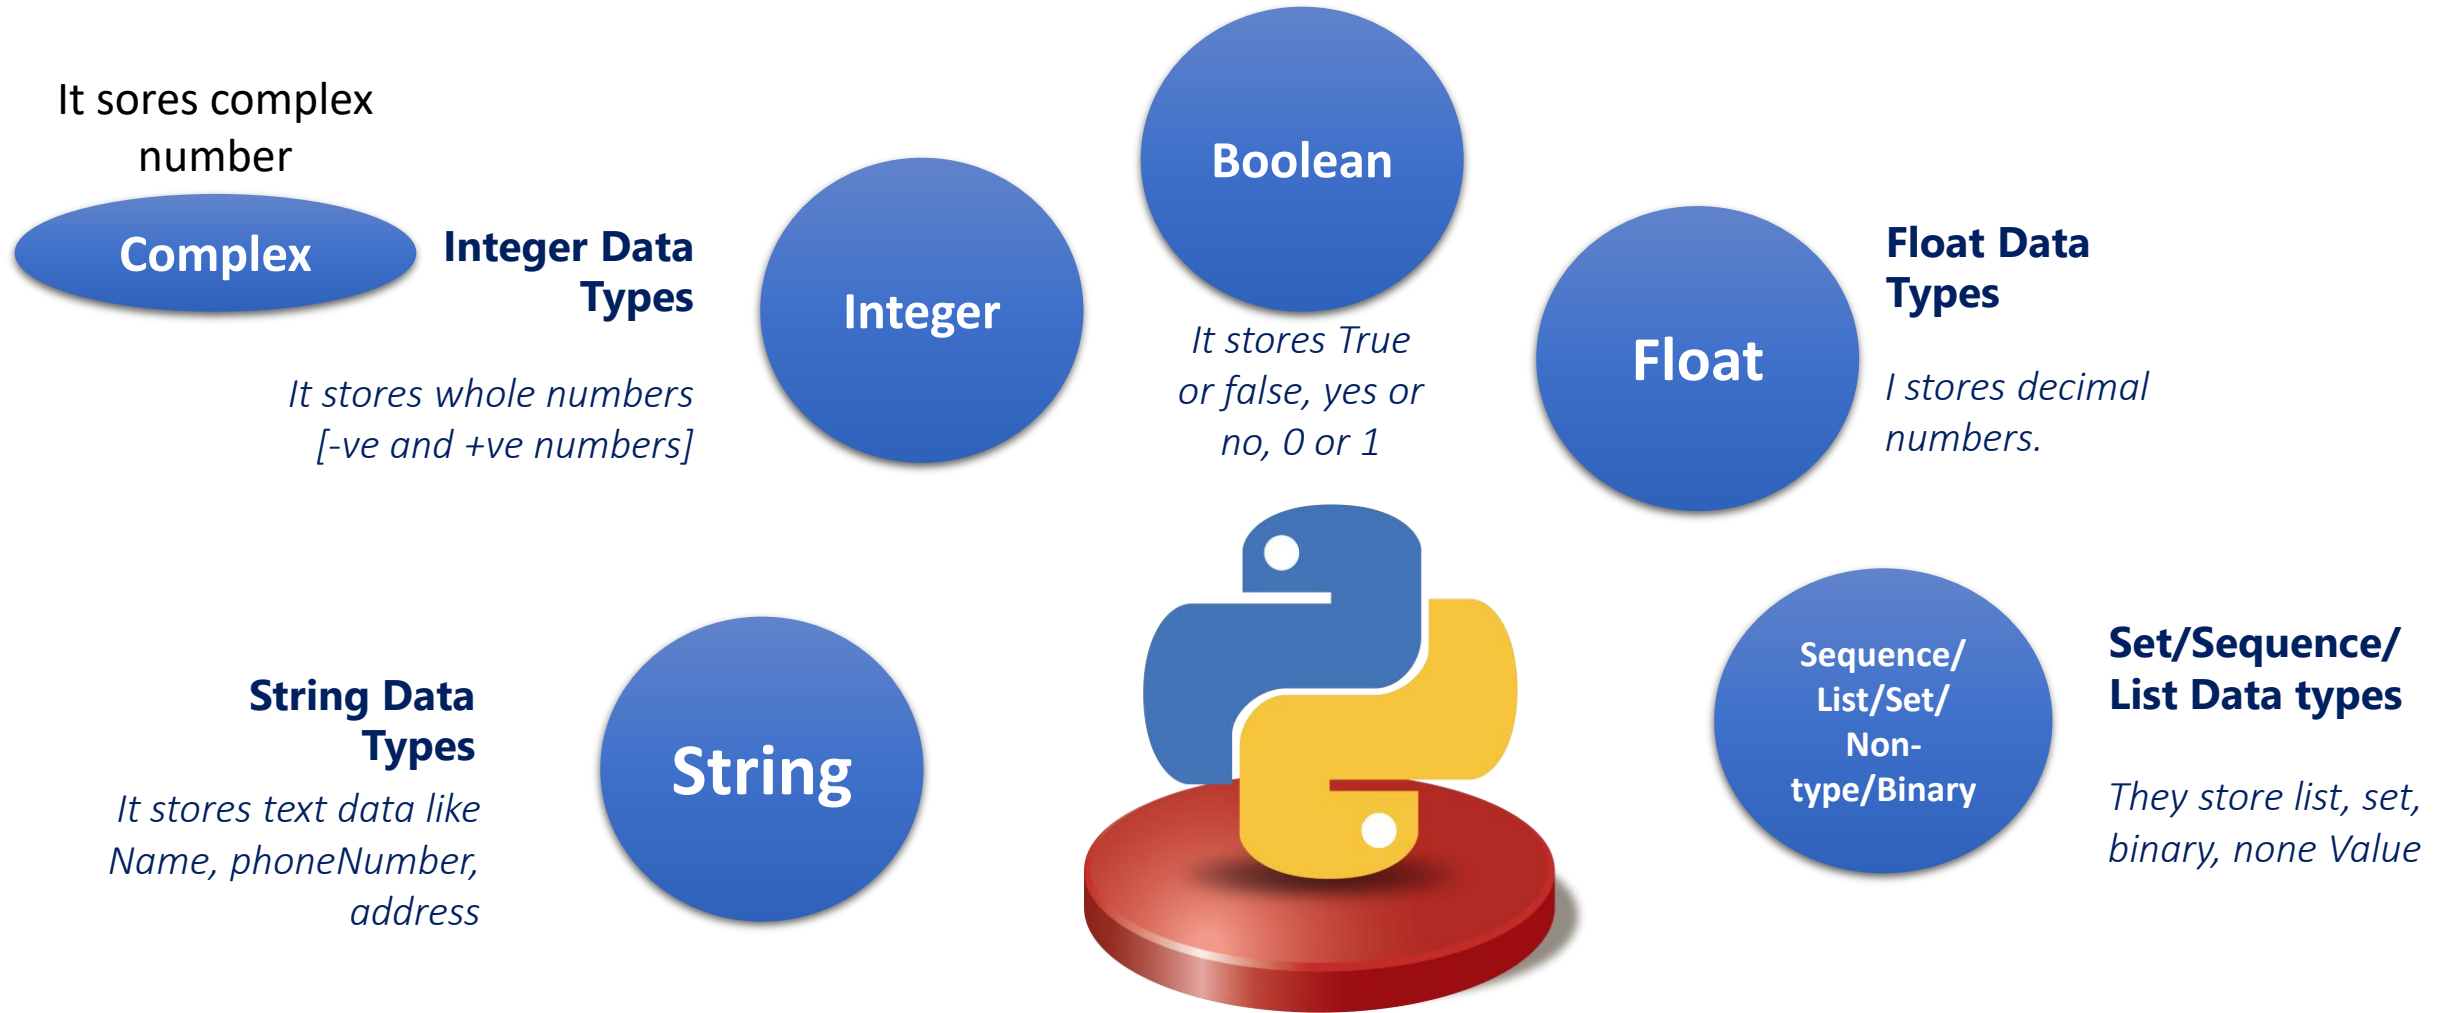 It sores complex
number
Complex
Integer Data
Types
It stores whole numbers
[-ve and +ve numbers]
Integer
Boolean
It stores True
or false, yes or
no, 0 or 1
Float
Float Data
Types
I stores decimal
numbers.
String Data
Types
It stores text data like
Name, phoneNumber,
address
String
Sequence/
List/Set/
Non-
type/Binary
Set/Sequence/
List Data types
They store list, set,
binary, none Value